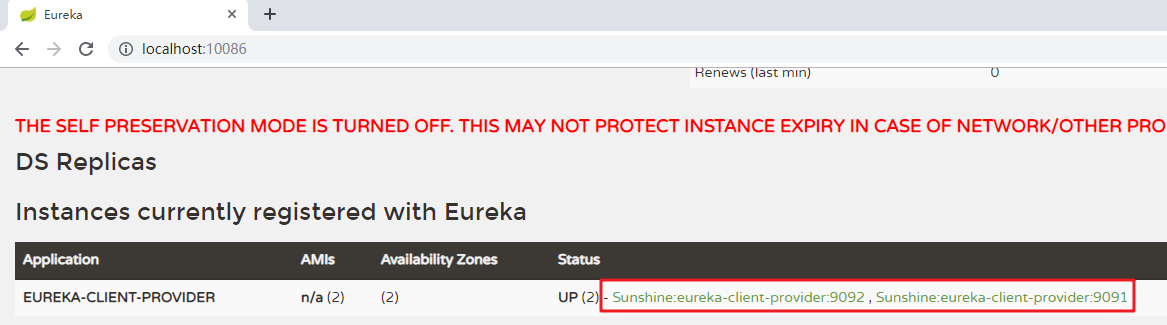 Eureka
localhost:10086
Renews (last min) 0
THE SELF PRESERVATION MODE IS TURNED OFF. THIS MAY NOT PROTECT INSTANCE EXPIRY IN CASE OF NETWORK/OTHER PRO
DS Replicas
Instances currently registered with Eureka
Application AMIs Availability Zones Status
EUREKA-CLIENT-PROVIDER n/a (2) (2) UP (2) - Sunshine:eureka-client-provider:9092 , Sunshine:eureka-client-provider:9091